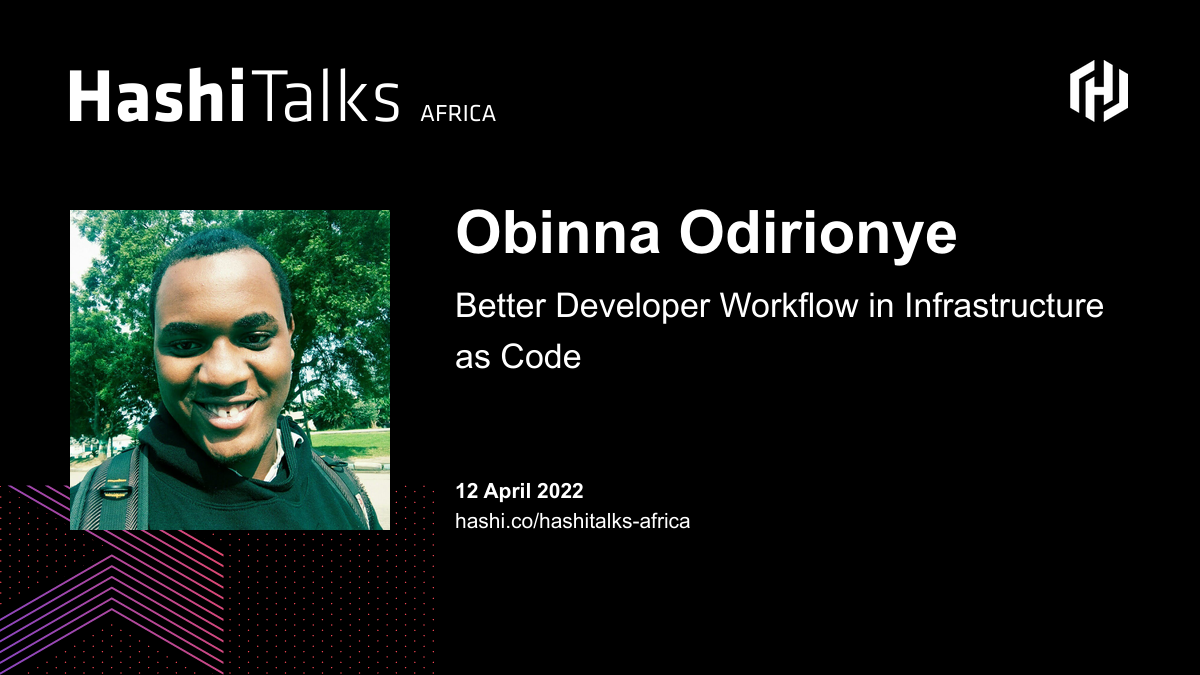 HashiTalks AFRICA
Obinna Odirionye
Better Developer Workflow in Infrastructure
as Code
12 April 2022
hashi.co/hashitalks-africa